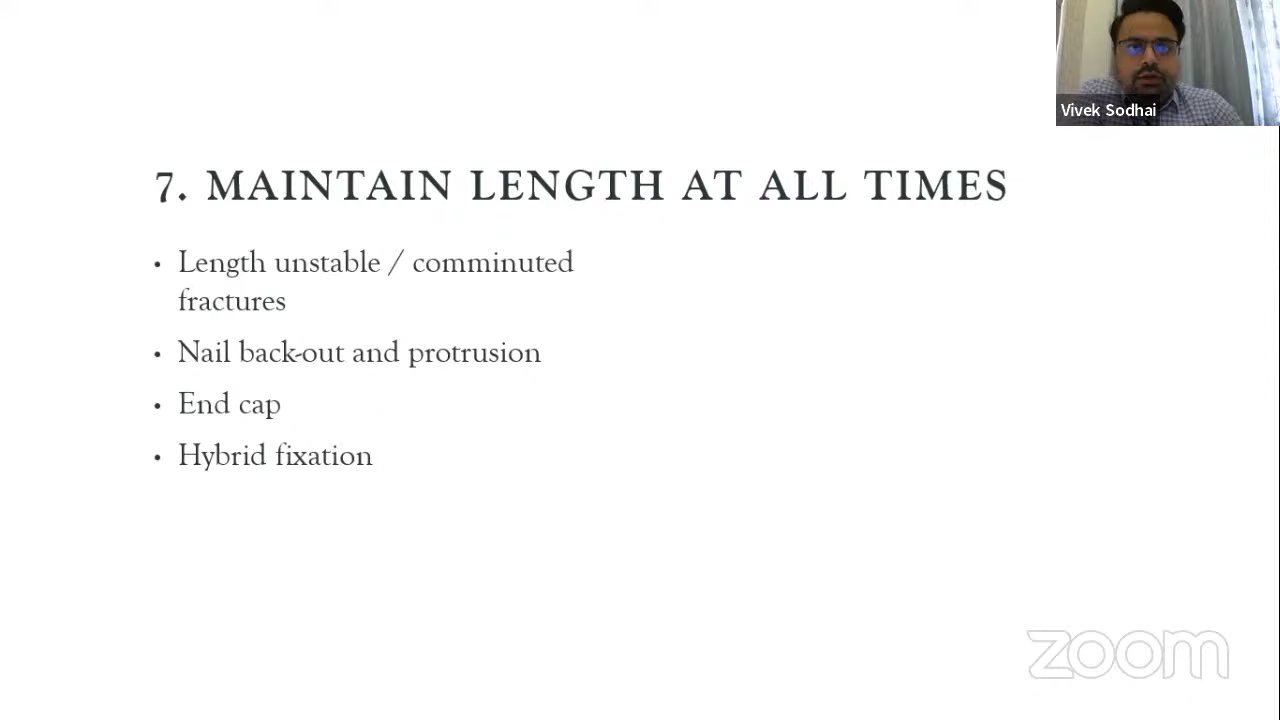 Vivek Sodhai
7. MAINTAIN LENGTH AT ALL TIMES
• Length unstable / comminuted
fractures
• Nail back-out and protrusion
• End cap
• Hybrid fixation
zoom